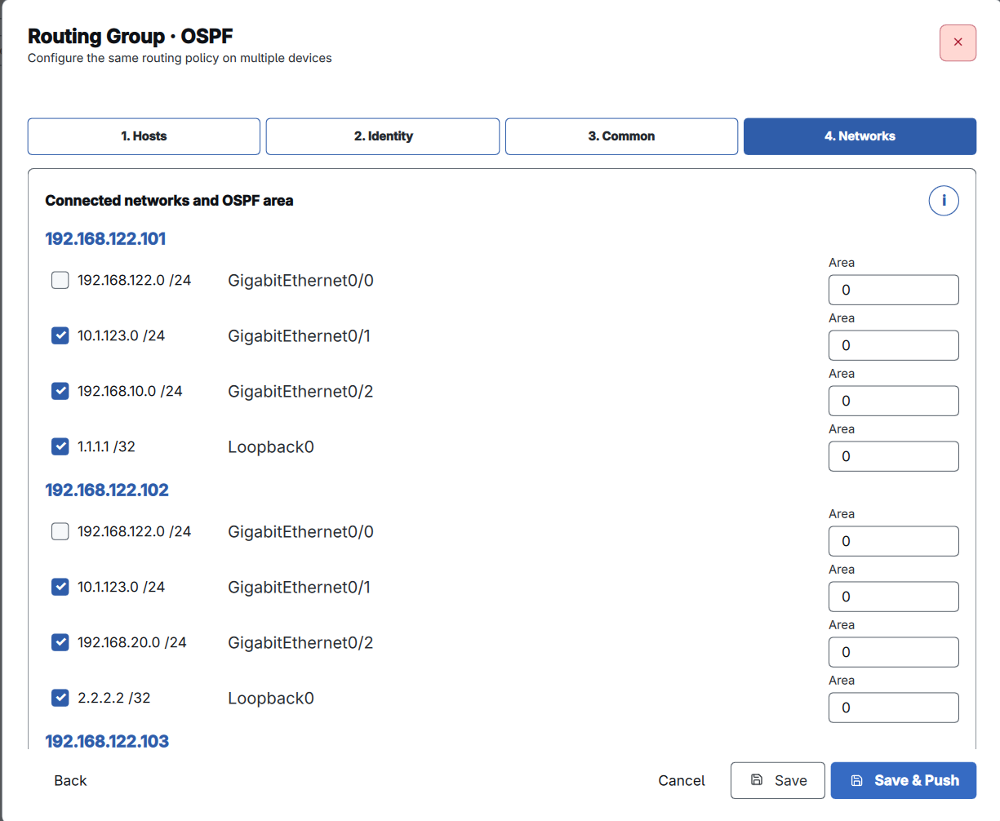 Routing Group · OSPF
Configure the same routing policy on multiple devices
1. Hosts
2. Identity
3. Common
4. Networks
Connected networks and OSPF area
i
192.168.122.101
192.168.122.0 /24 GigabitEthernet0/0 Area 0
10.1.123.0 /24 GigabitEthernet0/1 Area 0
192.168.10.0 /24 GigabitEthernet0/2 Area 0
1.1.1.1 /32 Loopback0 Area 0
192.168.122.102
192.168.122.0 /24 GigabitEthernet0/0 Area 0
10.1.123.0 /24 GigabitEthernet0/1 Area 0
192.168.20.0 /24 GigabitEthernet0/2 Area 0
2.2.2.2 /32 Loopback0 Area 0
192.168.122.103
Back
Cancel
Save
Save & Push